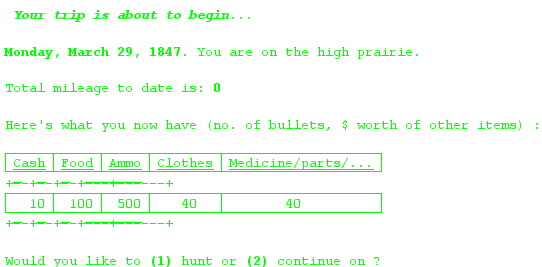 Your trip is about to begin...
Monday, March 29, 1847. You are on the high prairie.
Total mileage to date is: 0
Here's what you now have (no. of bullets, $ worth of other items) :
Cash Food Ammo Clothes Medicine/parts/...
+—-+—-+—-+———-+———---+
10 100 500 40 40
+—-+—-+—-+———-+———---+
Would you like to (1) hunt or (2) continue on ?